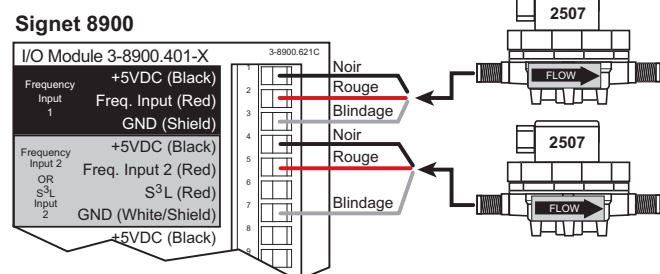 Signet 8900
I/O Module 3-8900.401-X
3-8900.621C
Frequency
Input
1
+5VDC (Black)
Freq. Input (Red)
GND (Shield)
Frequency
Input 2
OR
S³L
Input
2
+5VDC (Black)
Freq. Input 2 (Red)
S³L (Red)
GND (White/Shield)
+5VDC (Black)
1
2
3
4
5
6
7
8
9
Noir
Rouge
Blindage
Noir
Rouge
Blindage
2507
FLOW
2507
FLOW